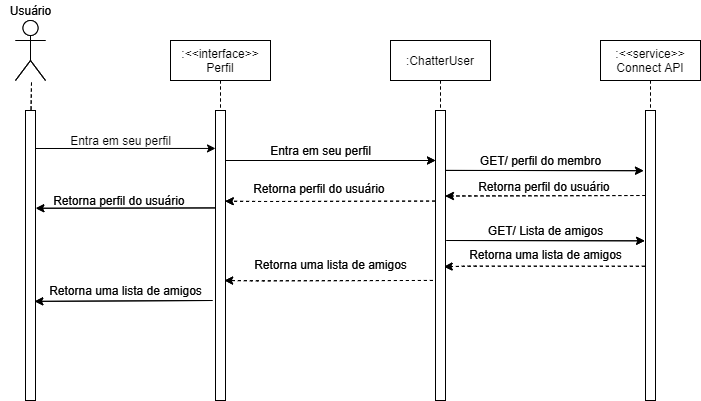 Usuário
:<<interface>>
Perfil
:ChatterUser
:<<service>>
Connect API
Entra em seu perfil
Entra em seu perfil
GET/ perfil do membro
Retorna perfil do usuário
Retorna perfil do usuário
Retorna perfil do usuário
GET/ Lista de amigos
Retorna uma lista de amigos
Retorna uma lista de amigos
Retorna uma lista de amigos